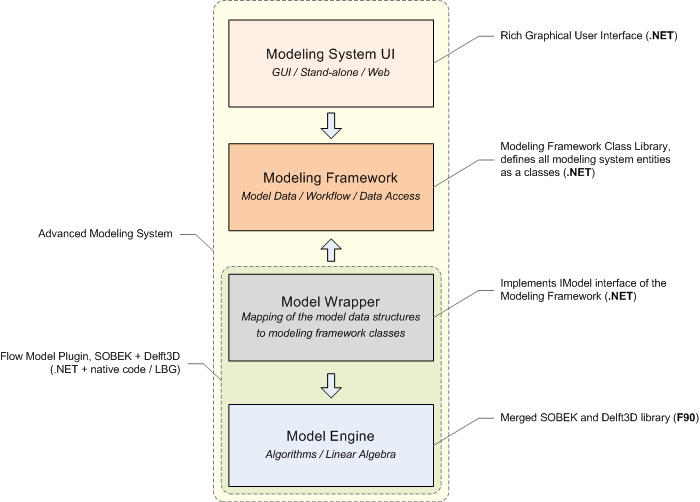 Modeling System UI
GUI / Stand-alone / Web
Rich Graphical User Interface (.NET)
Modeling Framework
Model Data / Workflow / Data Access
Modeling Framework Class Library,
defines all modeling system entities
as a classes (.NET)
Advanced Modeling System
Model Wrapper
Mapping of the model data structures
to modeling framework classes
Implements IModel interface of the
Modeling Framework (.NET)
Flow Model Plugin, SOBEK + Delft3D
(.NET + native code / LBG)
Model Engine
Algorithms / Linear Algebra
Merged SOBEK and Delft3D library (F90)